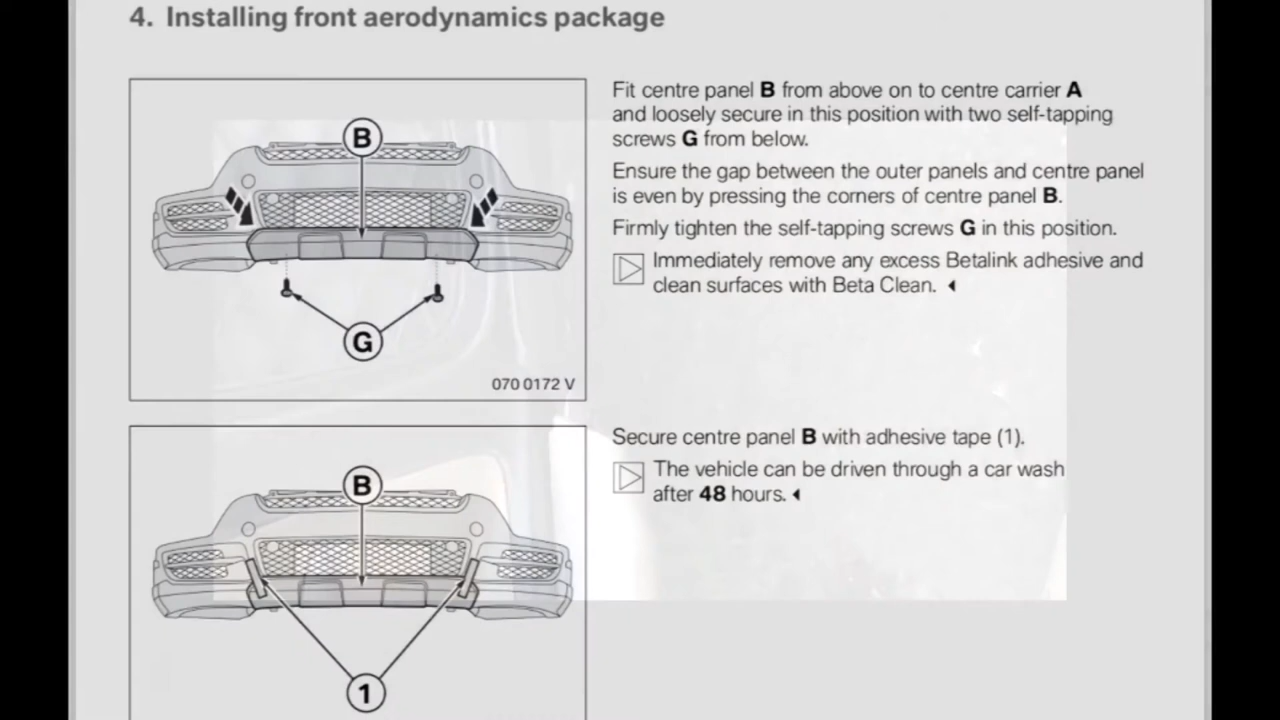 4. Installing front aerodynamics package
B
G
070 0172 V
Fit centre panel B from above on to centre carrier A
and loosely secure in this position with two self-tapping
screws G from below.
Ensure the gap between the outer panels and centre panel
is even by pressing the corners of centre panel B.
Firmly tighten the self-tapping screws G in this position.
Immediately remove any excess Betalink adhesive and
clean surfaces with Beta Clean.
B
1
Secure centre panel B with adhesive tape (1).
The vehicle can be driven through a car wash
after 48 hours.